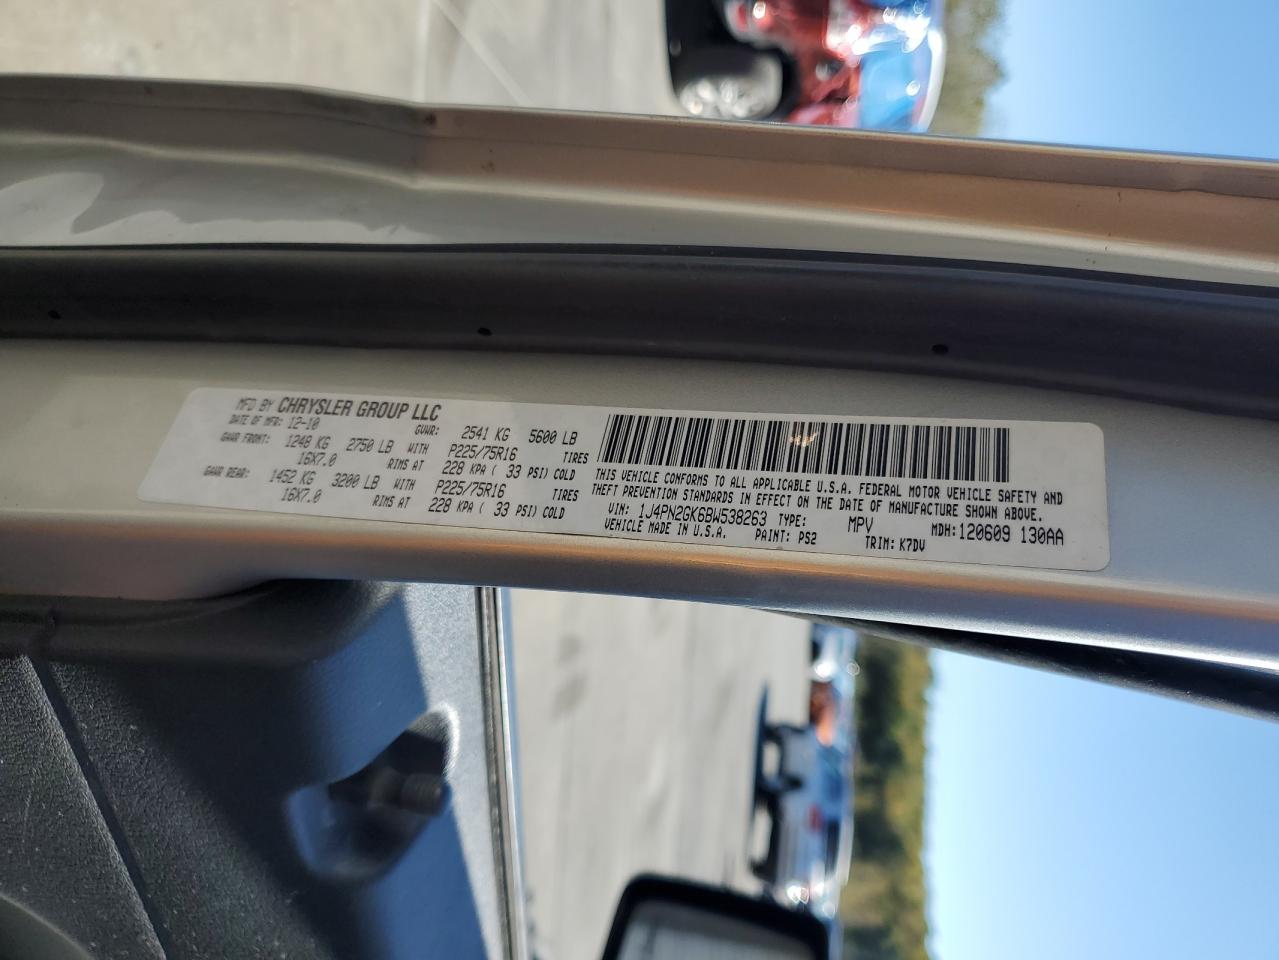 MFD BY CHRYSLER GROUP LLC
DATE OF MFR: 12-10 GVWR: 2541 KG 5600 LB
GAWR FRONT: 1248 KG 2750 LB WITH P225/75R16 TIRES
16X7.0 RIMS AT 228 KPA ( 33 PSI) COLD
GAWR REAR: 1452 KG 3200 LB WITH P225/75R16 TIRES
16X7.0 RIMS AT 228 KPA ( 33 PSI) COLD
THIS VEHICLE CONFORMS TO ALL APPLICABLE U.S.A. FEDERAL MOTOR VEHICLE SAFETY AND
THEFT PREVENTION STANDARDS IN EFFECT ON THE DATE OF MANUFACTURE SHOWN ABOVE.
VIN: 1J4PN2GK6BW538263 TYPE: MPV MDH: 120609 130AA
VEHICLE MADE IN U.S.A. PAINT: PS2 TRIM: K7DV